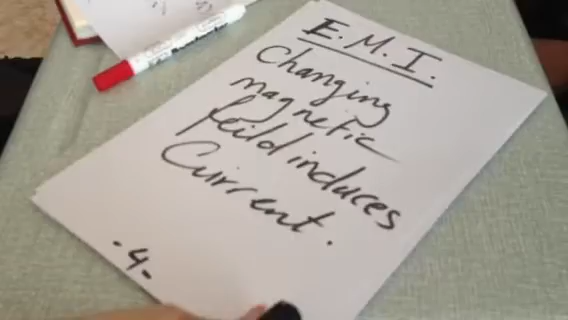 E.M.I.
Changing
magnetic
feild induces
Current.
-4-